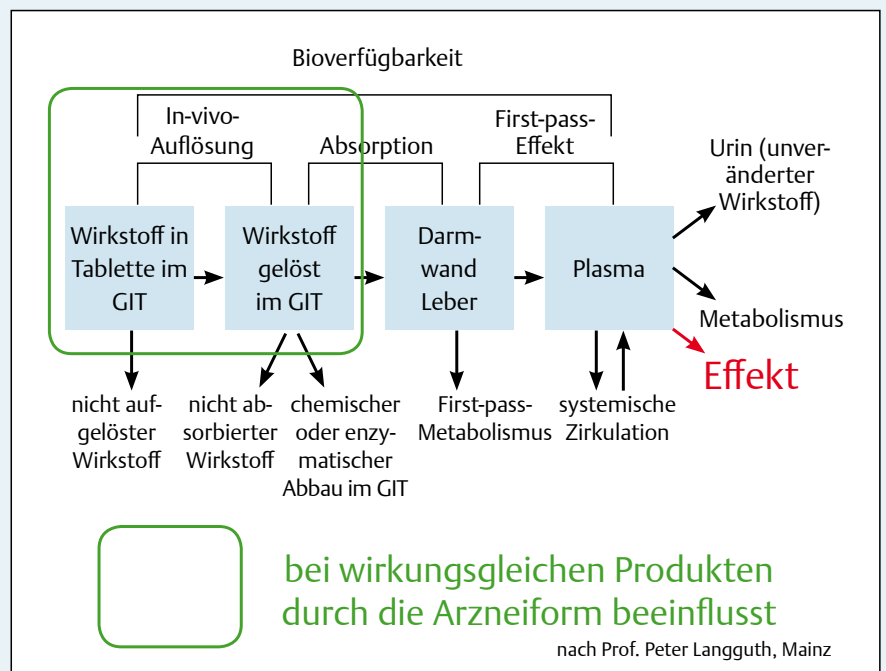 Bioverfügbarkeit
In-vivo-
Auflösung
Absorption
First-pass-
Effekt
Urin (unver-
änderter
Wirkstoff)
Wirkstoff in
Tablette im
GIT
Wirkstoff
gelöst
im GIT
Darm-
wand
Leber
Plasma
Metabolismus
Effekt
nicht auf-
gelöster
Wirkstoff
nicht ab-
sorbierter
Wirkstoff
chemischer
oder enzy-
matischer
Abbau im GIT
First-pass-
Metabolismus
systemische
Zirkulation
bei wirkungsgleichen Produkten
durch die Arzneiform beeinflusst
nach Prof. Peter Langguth, Mainz